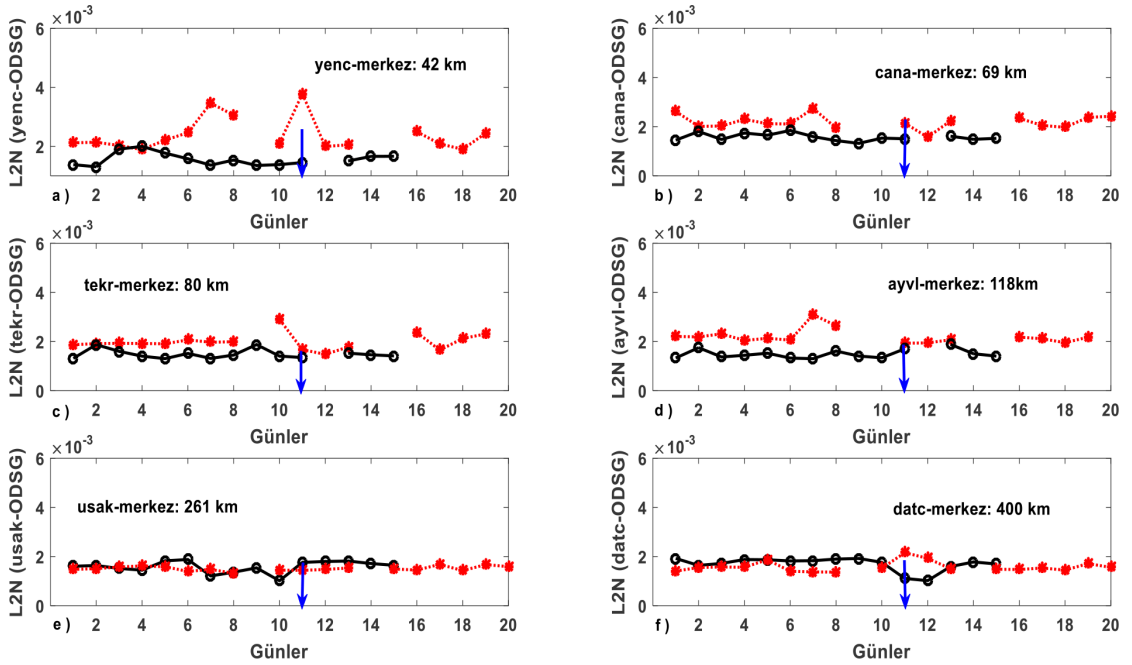 ×10⁻³
6
4
2
L2N (yenc-ODSG)
yenc-merkez: 42 km
a )
2 4 6 8 10 12 14 16 18 20
Günler
×10⁻³
6
4
2
0
L2N (cana-ODSG)
cana-merkez: 69 km
b )
2 4 6 8 10 12 14 16 18 20
Günler
×10⁻³
6
4
2
0
L2N (tekr-ODSG)
tekr-merkez: 80 km
c )
2 4 6 8 10 12 14 16 18 20
Günler
×10⁻³
6
4
2
0
L2N (ayvl-ODSG)
ayvl-merkez: 118km
d )
2 4 6 8 10 12 14 16 18 20
Günler
×10⁻³
6
4
2
0
L2N (usak-ODSG)
usak-merkez: 261 km
e )
2 4 6 8 10 12 14 16 18 20
Günler
×10⁻³
6
4
2
0
L2N (datc-ODSG)
datc-merkez: 400 km
f )
2 4 6 8 10 12 14 16 18 20
Günler